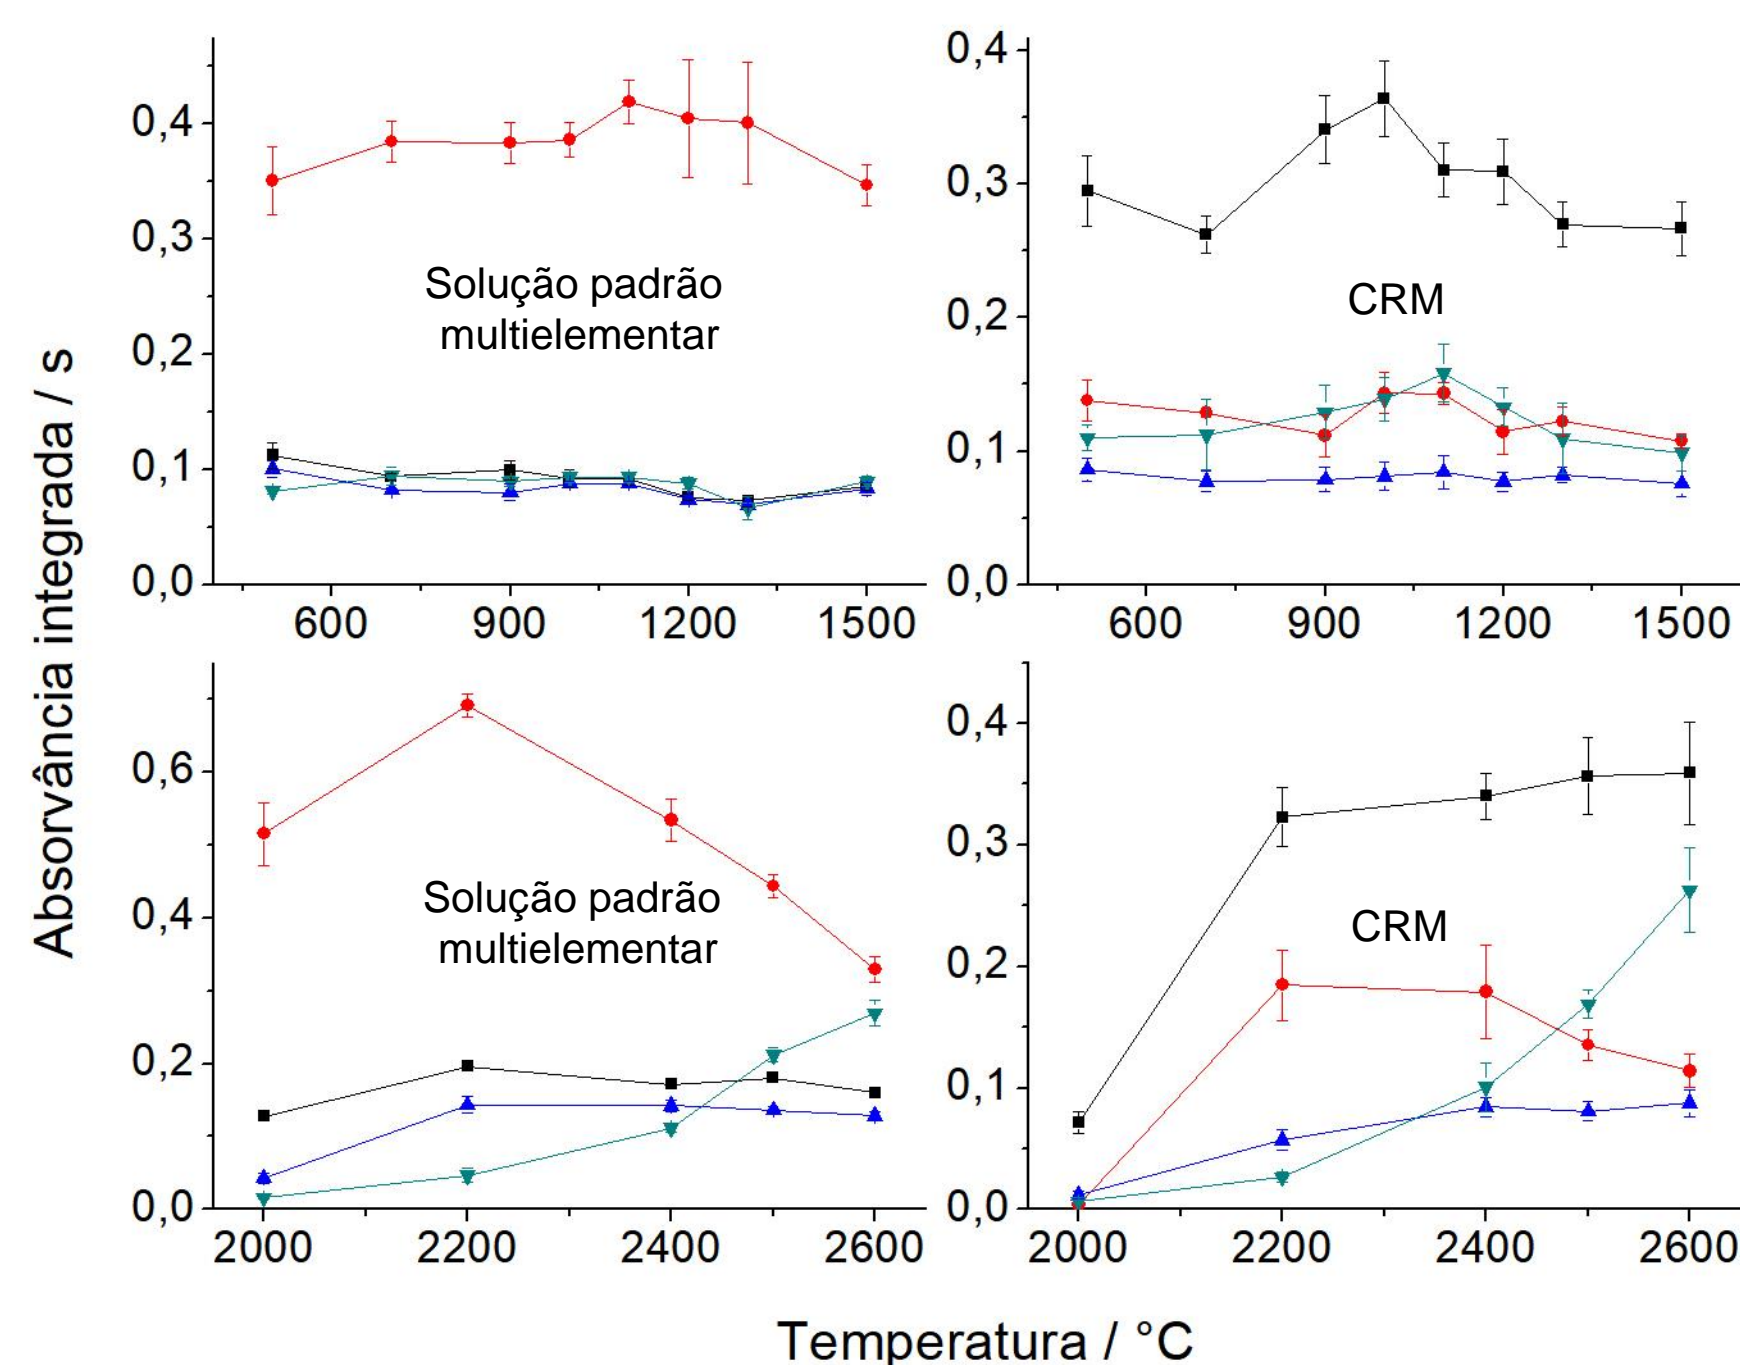 Absorvância integrada / s
0,4
0,3
0,2
0,1
0,0
Solução padrão
multielementar
600 900 1200 1500
0,4
0,3
0,2
0,1
0,0
CRM
600 900 1200 1500
0,6
0,4
0,2
0,0
Solução padrão
multielementar
2000 2200 2400 2600
0,4
0,3
0,2
0,1
0,0
CRM
2000 2200 2400 2600
Temperatura / °C